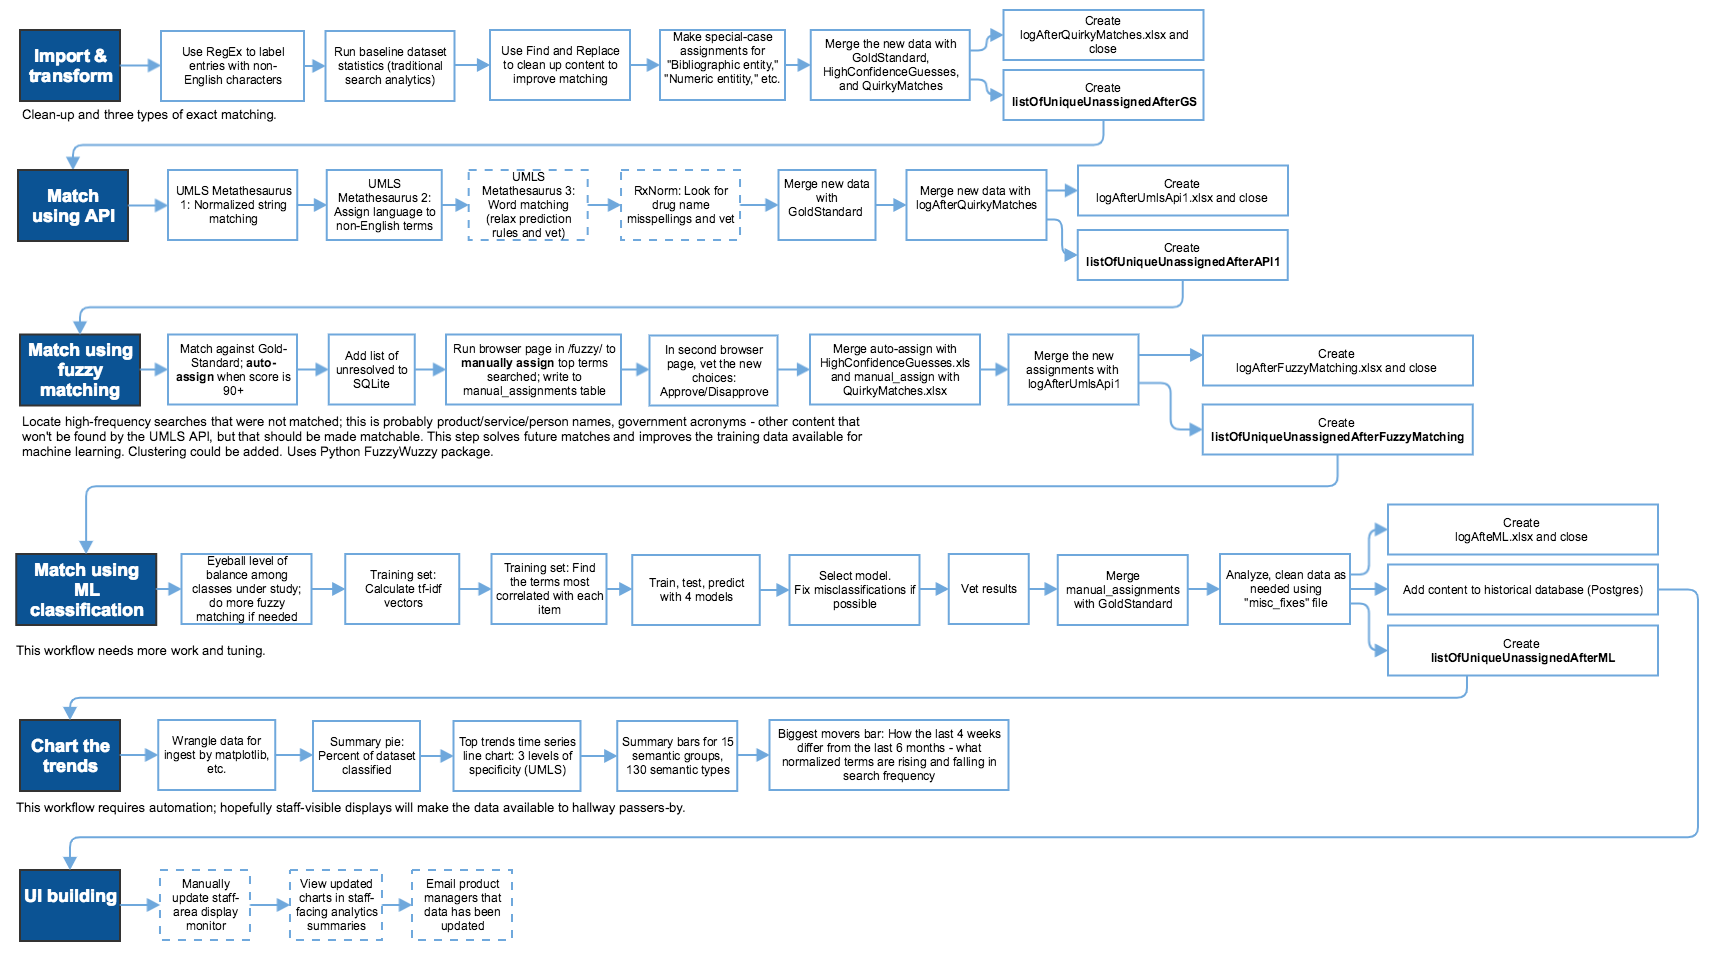 Import &
transform
Use RegEx to label
entries with non-
English characters
Run baseline dataset
statistics (traditional
search analytics)
Use Find and Replace
to clean up content to
improve matching
Make special-case
assignments for
"Bibliographic entity,"
"Numeric entitity," etc.
Merge the new data with
GoldStandard,
HighConfidenceGuesses,
and QuirkyMatches
Create
logAfterQuirkyMatches.xlsx and
close
Create
listOfUniqueUnassignedAfterGS
Clean-up and three types of exact matching.
Match
using API
UMLS Metathesaurus
1: Normalized string
matching
UMLS
Metathesaurus 2:
Assign language to
non-English terms
UMLS
Metathesaurus 3:
Word matching
(relax prediction
rules and vet)
RxNorm: Look for
drug name
misspellings and vet
Merge new data
with
GoldStandard
Merge new data with
logAfterQuirkyMatches
Create
logAfterUmlsApi1.xlsx and close
Create
listOfUniqueUnassignedAfterAPI1
Match using
fuzzy
matching
Match against Gold-
Standard; auto-
assign when score is
90+
Add list of
unresolved to
SQLite
Run browser page in /fuzzy/ to
manually assign top terms
searched; write to
manual_assignments table
In second browser
page, vet the new
choices:
Approve/Disapprove
Merge auto-assign with
HighConfidenceGuesses.xls
and manual_assign with
QuirkyMatches.xlsx
Merge the new
assignments with
logAfterUmlsApi1
Create
logAfterFuzzyMatching.xlsx and close
Create
listOfUniqueUnassignedAfterFuzzyMatching
Locate high-frequency searches that were not matched; this is probably product/service/person names, government acronyms - other content that
won't be found by the UMLS API, but that should be made matchable. This step solves future matches and improves the training data available for
machine learning. Clustering could be added. Uses Python FuzzyWuzzy package.
Match using
ML
classification
Eyeball level of
balance among
classes under study;
do more fuzzy
matching if needed
Training set:
Calculate tf-idf
vectors
Training set: Find
the terms most
correlated with each
item
Train, test, predict
with 4 models
Select model.
Fix misclassifications if
possible
Vet results
Merge
manual_assignments
with GoldStandard
Analyze, clean data as
needed using
"misc_fixes" file
Create
logAfteML.xlsx and close
Add content to historical database (Postgres)
Create
listOfUniqueUnassignedAfterML
This workflow needs more work and tuning.
Chart the
trends
Wrangle data for
ingest by matplotlib,
etc.
Summary pie:
Percent of dataset
classified
Top trends time series
line chart: 3 levels of
specificity (UMLS)
Summary bars for 15
semantic groups,
130 semantic types
Biggest movers bar: How the last 4 weeks
differ from the last 6 months - what
normalized terms are rising and falling in
search frequency
This workflow requires automation; hopefully staff-visible displays will make the data available to hallway passers-by.
UI building
Manually
update staff-
area display
monitor
View updated
charts in staff-
facing analytics
summaries
Email product
managers that
data has been
updated